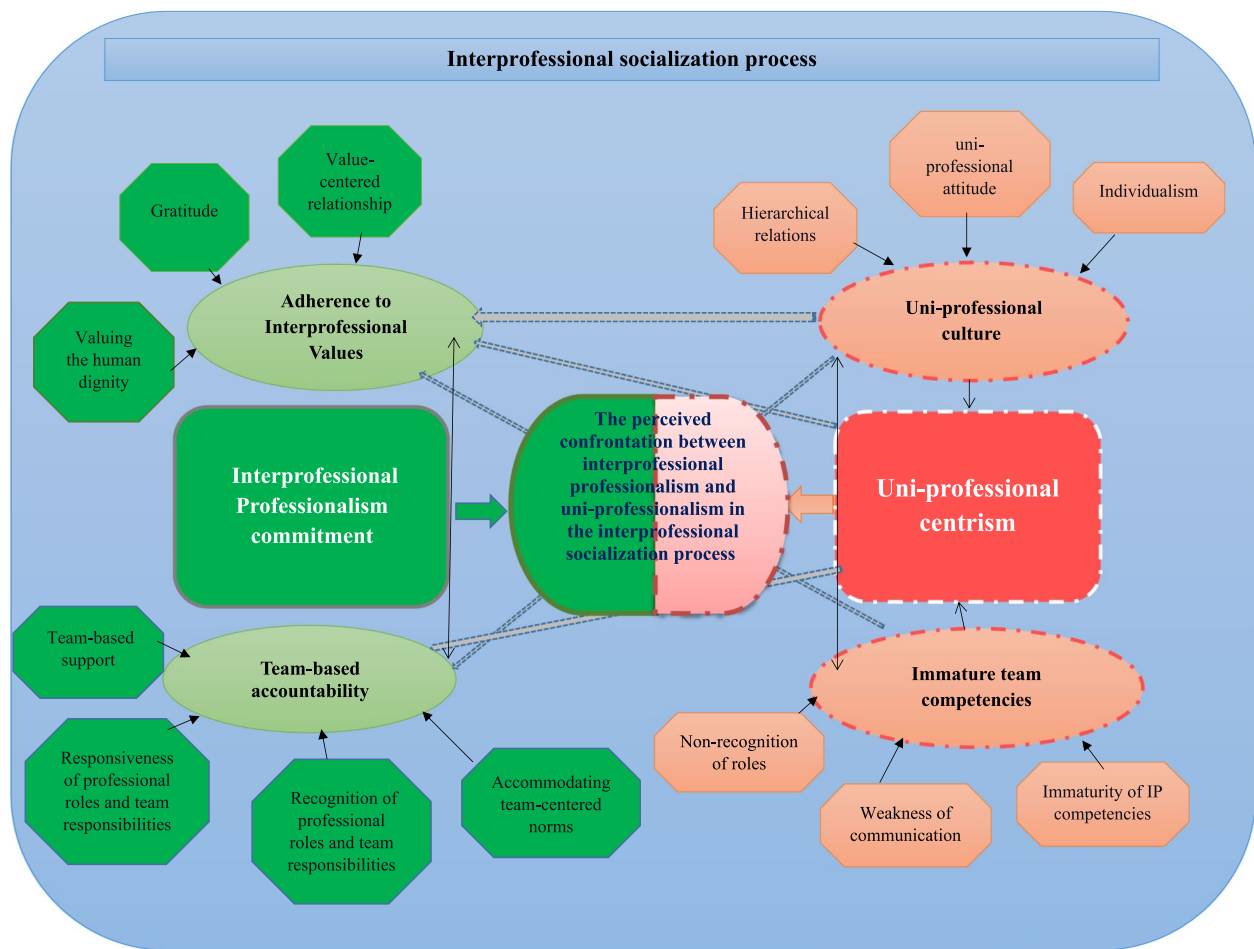 Interprofessional socialization process
Value-
centered
relationship
Gratitude
Valuing
the human
dignity
Adherence to
Interprofessional
Values
uni-
professional
attitude
Hierarchical
relations
Individualism
Uni-professional
culture
Interprofessional
Professionalism
commitment
The perceived
confrontation between
interprofessional
professionalism and
uni-professionalism in
the interprofessional
socialization process
Uni-professional
centrism
Team-based
support
Team-based
accountability
Responsiveness
of professional
roles and team
responsibilities
Recognition of
professional
roles and team
responsibilities
Accommodating
team-centered
norms
Immature team
competencies
Non-recognition
of roles
Weakness of
communication
Immaturity of IP
competencies